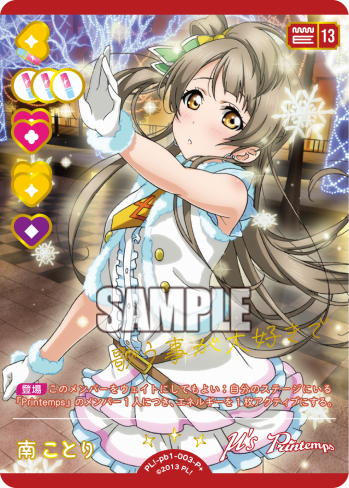 13
SAMPLE
歌う事が大好きで
登場 このメンバーをウェイトにしてもよい：自分のステージにいる
『Printemps』のメンバー1人につき、エネルギーを1枚アクティブにする。
南 ことり
μ's Printemps
PL!-pb1-003-P+
©2013 PL!